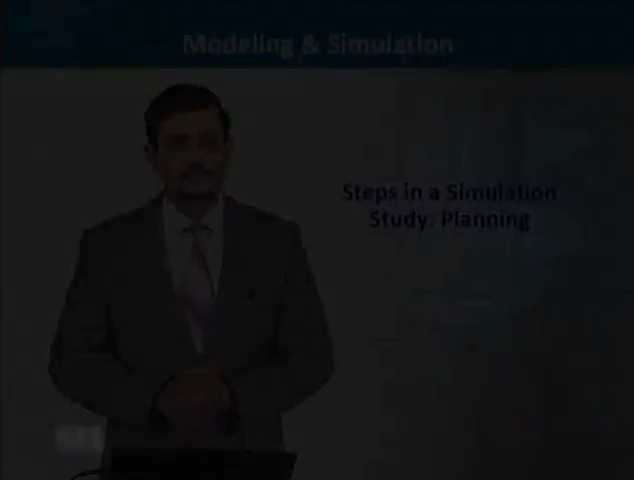 Modeling & Simulation
Steps in a Simulation
Study: Planning